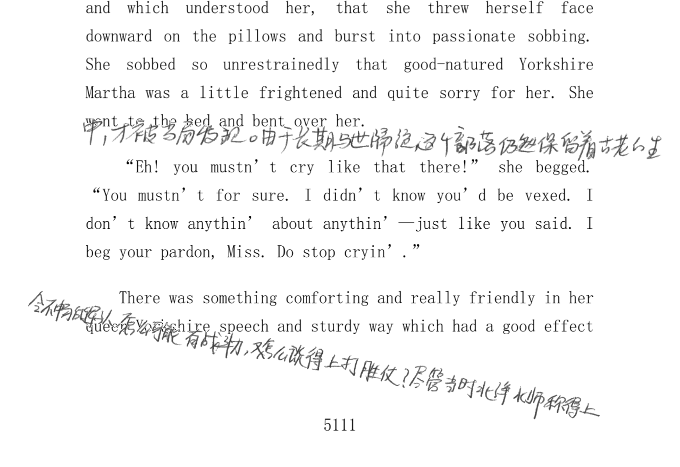 and which understood her, that she threw herself face
downward on the pillows and burst into passionate sobbing.
She sobbed so unrestrainedly that good-natured Yorkshire
Martha was a little frightened and quite sorry for her. She
went to the bed and bent over her.
中,才被当局发现。由于长期与世隔绝,这个部落仍然保留着古老的生
“Eh! you mustn’t cry like that there!” she begged.
“You mustn’t for sure. I didn’t know you’d be vexed. I
don’t know anythin’ about anythin’—just like you said. I
beg your pardon, Miss. Do stop cryin’.”
There was something comforting and really friendly in her
queer Yorkshire speech and sturdy way which had a good effect
令不畅的军队,怎么可能有战斗力,又怎么谈得上打胜仗?尽管当时北洋水师称得上
5111